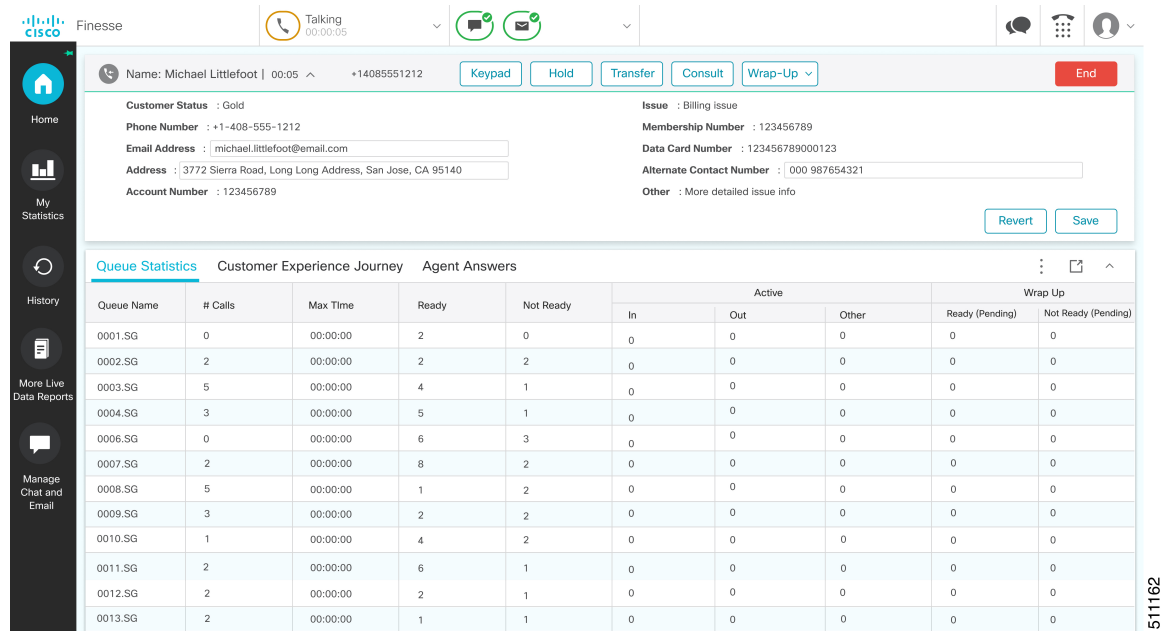 CISCO Finesse
Talking
00:00:05
Name: Michael Littlefoot | 00:05 +14085551212 Keypad Hold Transfer Consult Wrap-Up End
Customer Status : Gold
Phone Number : +1-408-555-1212
Email Address : michael.littlefoot@email.com
Address : 3772 Sierra Road, Long Long Address, San Jose, CA 95140
Account Number : 123456789
Issue : Billing issue
Membership Number : 123456789
Data Card Number : 123456789000123
Alternate Contact Number : 000 987654321
Other : More detailed issue info
Revert Save
Home
My
Statistics
History
More Live
Data Reports
Manage
Chat and
Email
Queue Statistics Customer Experience Journey Agent Answers
Queue Name # Calls Max TIme Ready Not Ready Active Wrap Up
In Out Other Ready (Pending) Not Ready (Pending)
0001.SG 0 00:00:00 2 0 0 0 0 0 0
0002.SG 2 00:00:00 2 2 0 0 0 0 0
0003.SG 5 00:00:00 4 1 0 0 0 0 0
0004.SG 3 00:00:00 5 1 0 0 0 0 0
0006.SG 0 00:00:00 6 3 0 0 0 0 0
0007.SG 2 00:00:00 8 2 0 0 0 0 0
0008.SG 5 00:00:00 1 2 0 0 0 0 0
0009.SG 3 00:00:00 2 2 0 0 0 0 0
0010.SG 1 00:00:00 4 2 0 0 0 0 0
0011.SG 2 00:00:00 6 1 0 0 0 0 0
0012.SG 2 00:00:00 2 1 0 0 0 0 0
0013.SG 2 00:00:00 1 1 0 0 0 0 0
511162